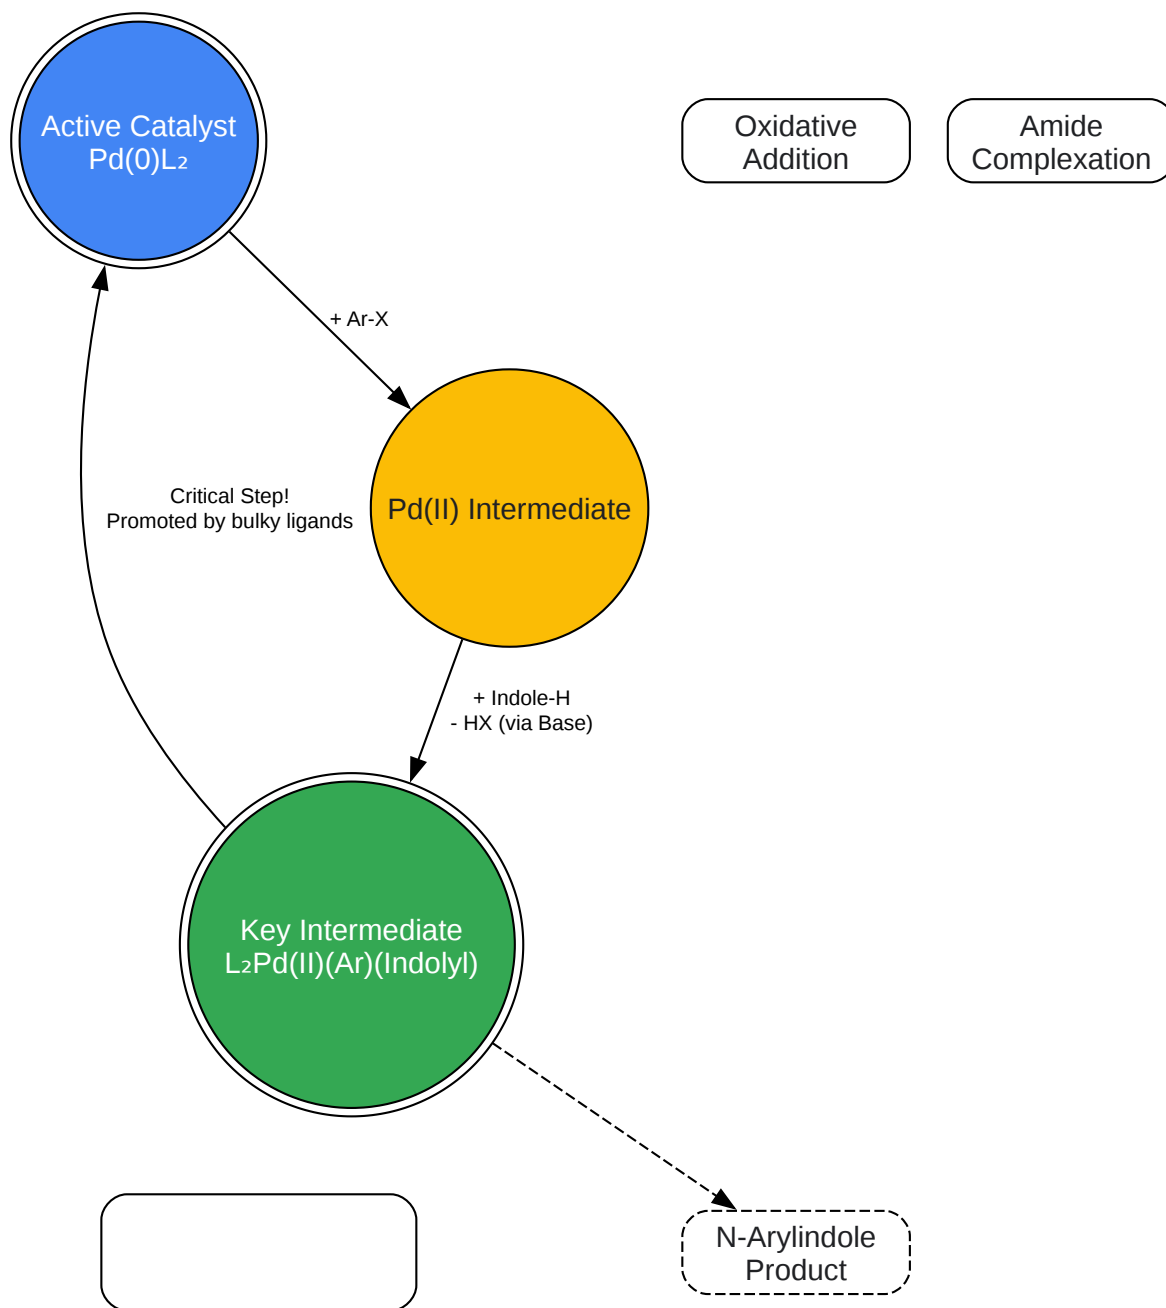 Active Catalyst
Pd(0)L₂
Oxidative
Addition
Amide
Complexation
+ Ar-X
Critical Step!
Promoted by bulky ligands
Pd(II) Intermediate
+ Indole-H
- HX (via Base)
Key Intermediate
L₂Pd(II)(Ar)(Indolyl)
N-Arylindole
Product